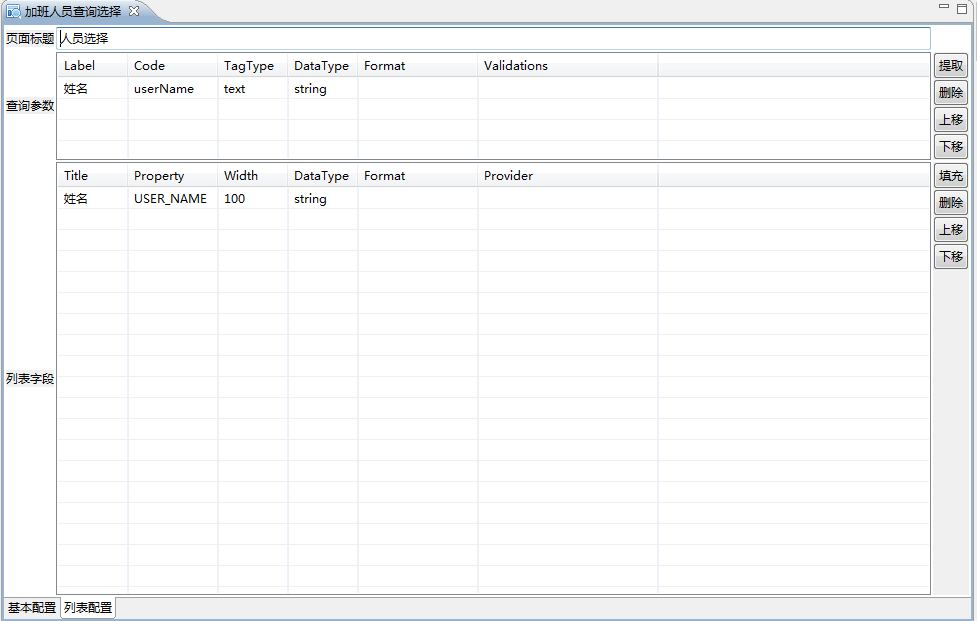 加班人员查询选择
页面标题 人员选择
Label Code TagType DataType Format Validations 提取
姓名 userName text string 删除
查询参数
上移
下移
Title Property Width DataType Format Provider 填充
姓名 USER_NAME 100 string 删除
上移
下移
列表字段
基本配置 列表配置